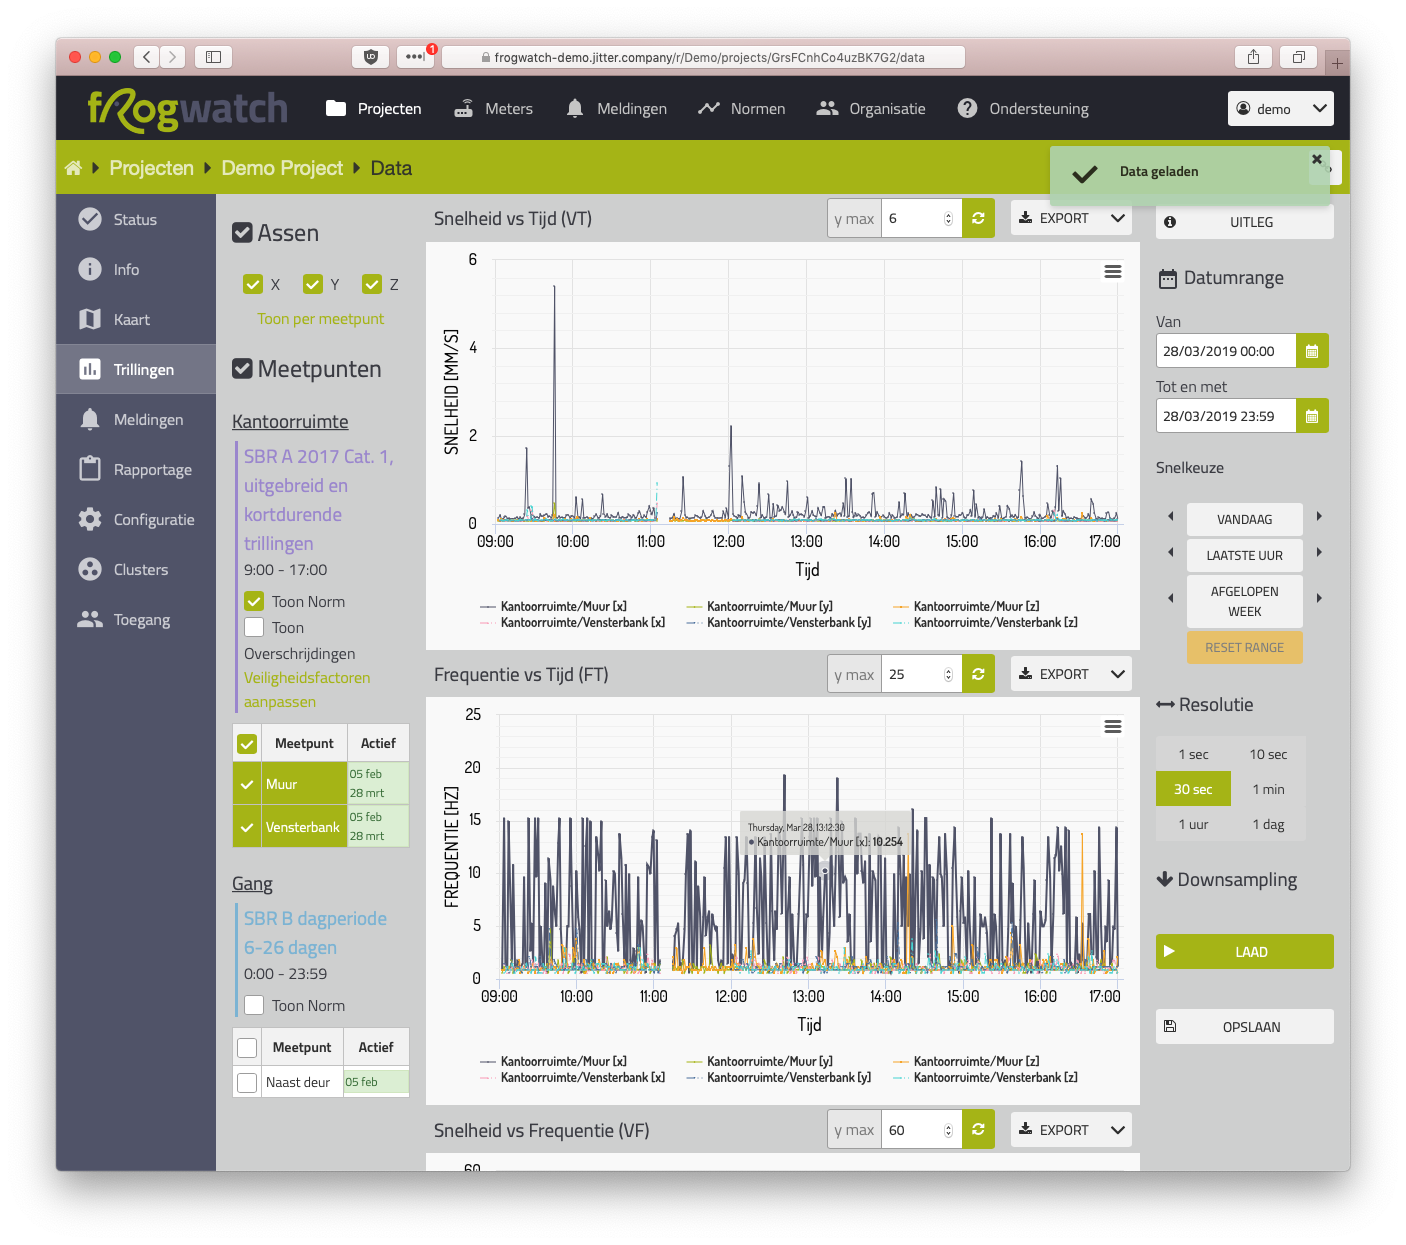 1
frogwatch-demo.jitter.company/r/Demo/projects/GrsFCnhCo4uzBK7G2/data
frogwatch
Projecten
Meters
Meldingen
Normen
Organisatie
Ondersteuning
demo
Projecten
Demo Project
Data
Data geladen
Status
Info
Kaart
Trillingen
Meldingen
Rapportage
Configuratie
Clusters
Toegang
Assen
X Y Z
Toon per meetpunt
Meetpunten
Kantoorruimte
SBR A 2017 Cat. 1,
uitgebreid en
kortdurende
trillingen
9:00 - 17:00
Toon Norm
Toon
Overschrijdingen
Veiligheidsfactoren
aanpassen
Meetpunt Actief
Muur 05 feb
28 mrt
Vensterbank 05 feb
28 mrt
Gang
SBR B dagperiode
6-26 dagen
0:00 - 23:59
Toon Norm
Meetpunt Actief
Naast deur 05 feb
Snelheid vs Tijd (VT)
y max 6
EXPORT
6
4
2
0
SNELHEID [MM/S]
09:00 10:00 11:00 12:00 13:00 14:00 15:00 16:00 17:00
Tijd
Kantoorruimte/Muur [x] Kantoorruimte/Muur [y] Kantoorruimte/Muur [z]
Kantoorruimte/Vensterbank [x] Kantoorruimte/Vensterbank [y] Kantoorruimte/Vensterbank [z]
Frequentie vs Tijd (FT)
y max 25
EXPORT
25
20
15
10
5
0
FREQUENTIE [HZ]
Thursday, Mar 28, 13:12:30
Kantoorruimte/Muur [x]: 10.254
09:00 10:00 11:00 12:00 13:00 14:00 15:00 16:00 17:00
Tijd
Kantoorruimte/Muur [x] Kantoorruimte/Muur [y] Kantoorruimte/Muur [z]
Kantoorruimte/Vensterbank [x] Kantoorruimte/Vensterbank [y] Kantoorruimte/Vensterbank [z]
Snelheid vs Frequentie (VF)
y max 60
EXPORT
60
UITLEG
Datumrange
Van
28/03/2019 00:00
Tot en met
28/03/2019 23:59
Snelkeuze
VANDAAG
LAATSTE UUR
AFGELOPEN
WEEK
RESET RANGE
Resolutie
1 sec 10 sec
30 sec 1 min
1 uur 1 dag
Downsampling
LAAD
OPSLAAN